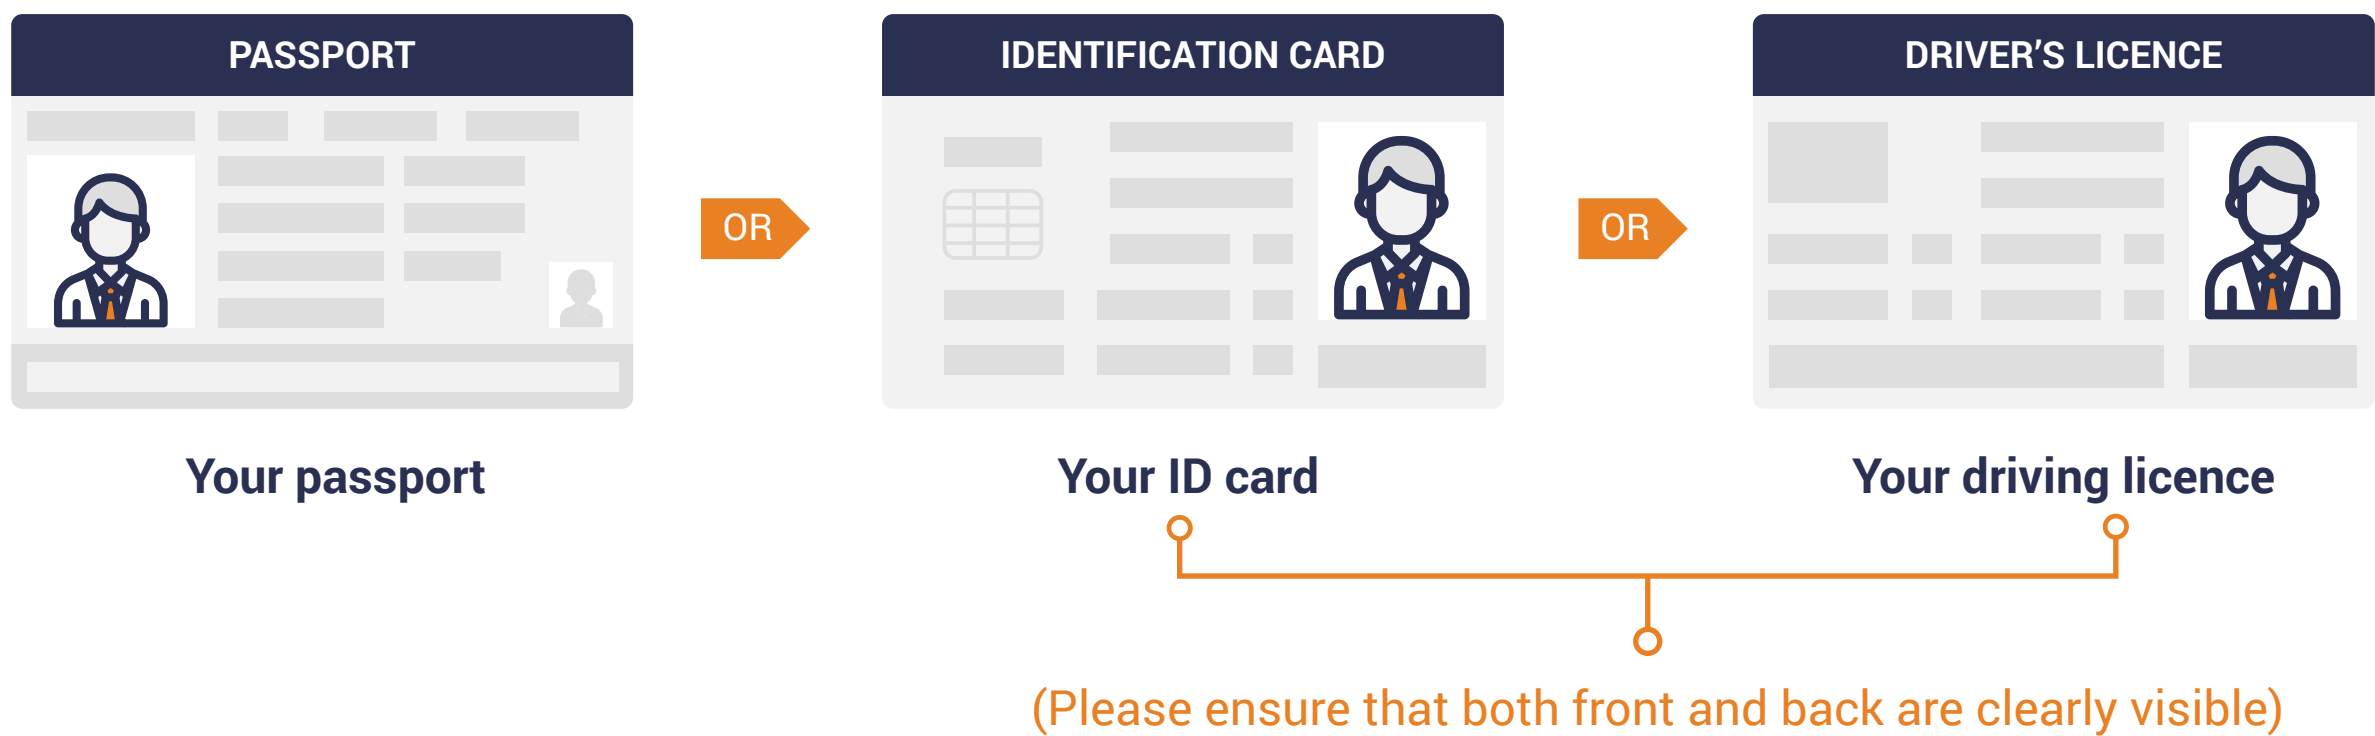 PASSPORT
IDENTIFICATION CARD
DRIVER’S LICENCE
OR
OR
Your passport
Your ID card
Your driving licence
(Please ensure that both front and back are clearly visible)